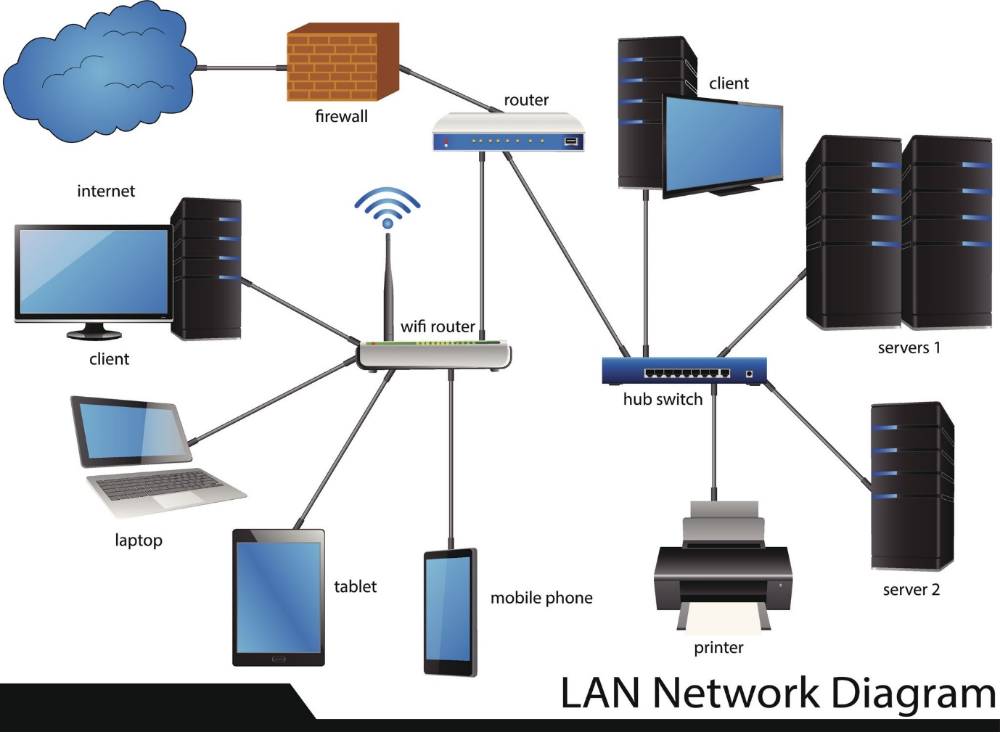 firewall
router
client
internet
client
wifi router
servers 1
hub switch
laptop
tablet
mobile phone
server 2
printer
LAN Network Diagram